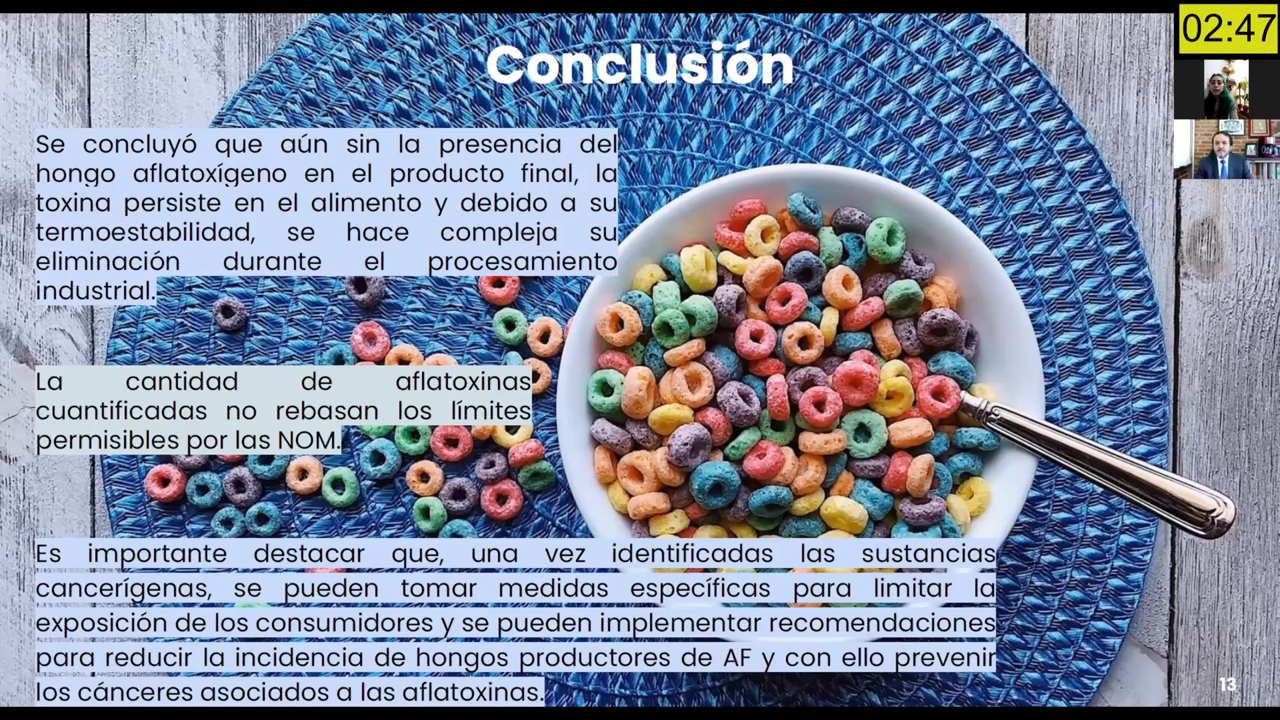 02:47
Conclusión
Se concluyó que aún sin la presencia del
hongo aflatoxígeno en el producto final, la
toxina persiste en el alimento y debido a su
termoestabilidad, se hace compleja su
eliminación durante el procesamiento
industrial.
La cantidad de aflatoxinas
cuantificadas no rebasan los límites
permisibles por las NOM.
Es importante destacar que, una vez identificadas las sustancias
cancerígenas, se pueden tomar medidas específicas para limitar la
exposición de los consumidores y se pueden implementar recomendaciones
para reducir la incidencia de hongos productores de AF y con ello prevenir
los cánceres asociados a las aflatoxinas.
13